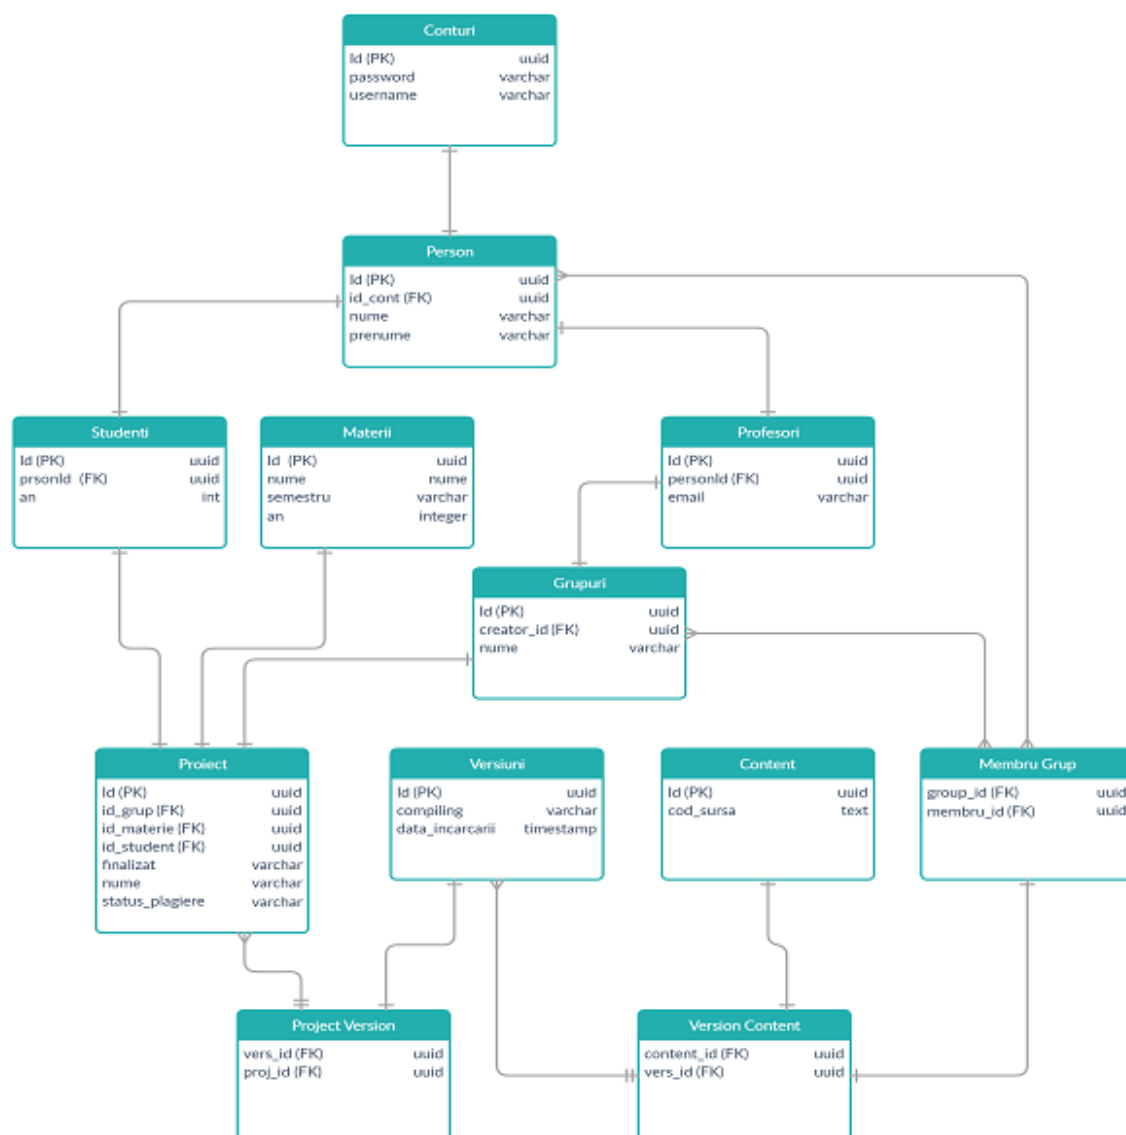 Conturi
Id (PK) uuid
password varchar
username varchar
Person
Id (PK) uuid
id_cont (FK) uuid
nume varchar
prenume varchar
Studenti
Id (PK) uuid
prsonId (FK) uuid
an int
Materii
Id (PK) uuid
nume nume
semestru varchar
an integer
Profesori
Id (PK) uuid
personId (FK) uuid
email varchar
Grupuri
Id (PK) uuid
creator_id (FK) uuid
nume varchar
Proiect
Id (PK) uuid
id_grup (FK) uuid
id_materie (FK) uuid
id_student (FK) uuid
finalizat varchar
nume varchar
status_plagiere varchar
Versiuni
Id (PK) uuid
compiling varchar
data_incarcarii timestamp
Content
Id (PK) uuid
cod_sursa text
Membru Grup
group_id (FK) uuid
membru_id (FK) uuid
Project Version
vers_id (FK) uuid
proj_id (FK) uuid
Version Content
content_id (FK) uuid
vers_id (FK) uuid